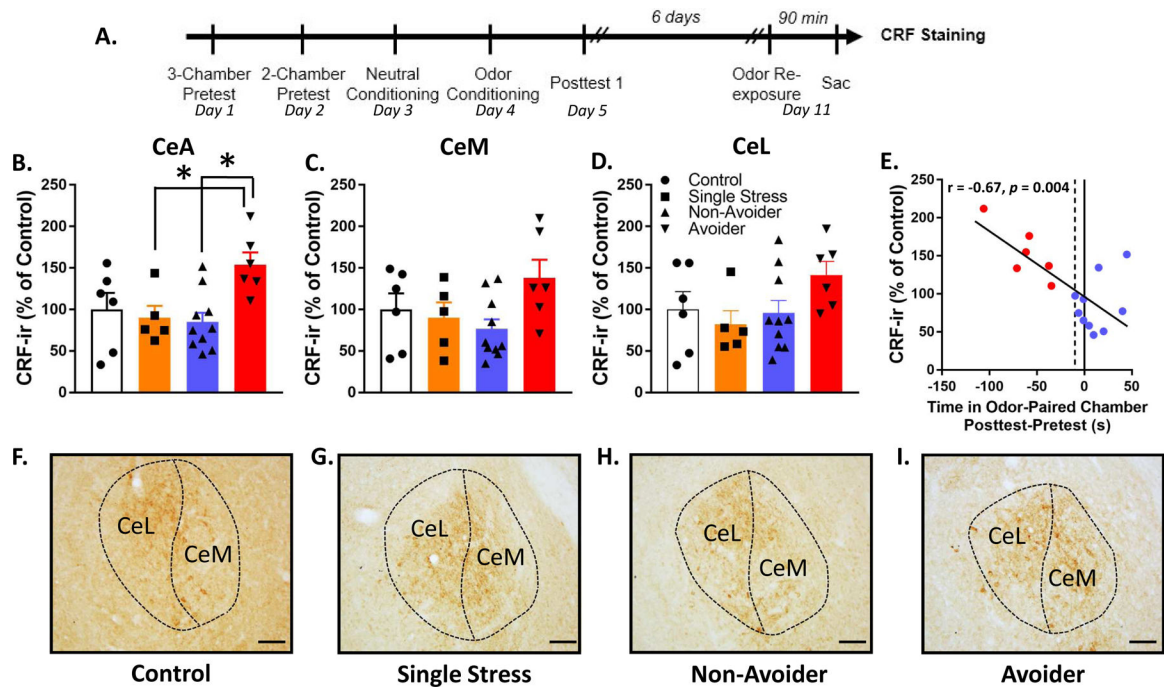 A.
6 days
90 min
CRF Staining
3-Chamber
Pretest
Day 1
2-Chamber
Pretest
Day 2
Neutral
Conditioning
Day 3
Odor
Conditioning
Day 4
Posttest 1
Day 5
Odor Re-
exposure
Sac
Day 11
B.
CeA
* *
CRF-ir (% of Control)
250
200
150
100
50
0
C.
CeM
CRF-ir (% of Control)
250
200
150
100
50
0
D.
CeL
CRF-ir (% of Control)
250
200
150
100
50
0
Control
Single Stress
Non-Avoider
Avoider
E.
r = -0.67, p = 0.004
CRF-ir (% of Control)
250
200
150
100
50
0
-150 -100 -50 0 50
Time in Odor-Paired Chamber
Posttest-Pretest (s)
F.
CeL
CeM
Control
G.
CeL
CeM
Single Stress
H.
CeL
CeM
Non-Avoider
I.
CeL
CeM
Avoider